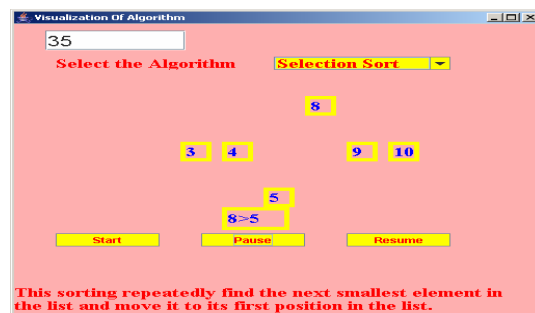 Visualization Of Algorithm
35
Select the Algorithm Selection Sort
8
3 4 9 10
5
8>5
Start Pause Resume
This sorting repeatedly find the next smallest element in
the list and move it to its first position in the list.